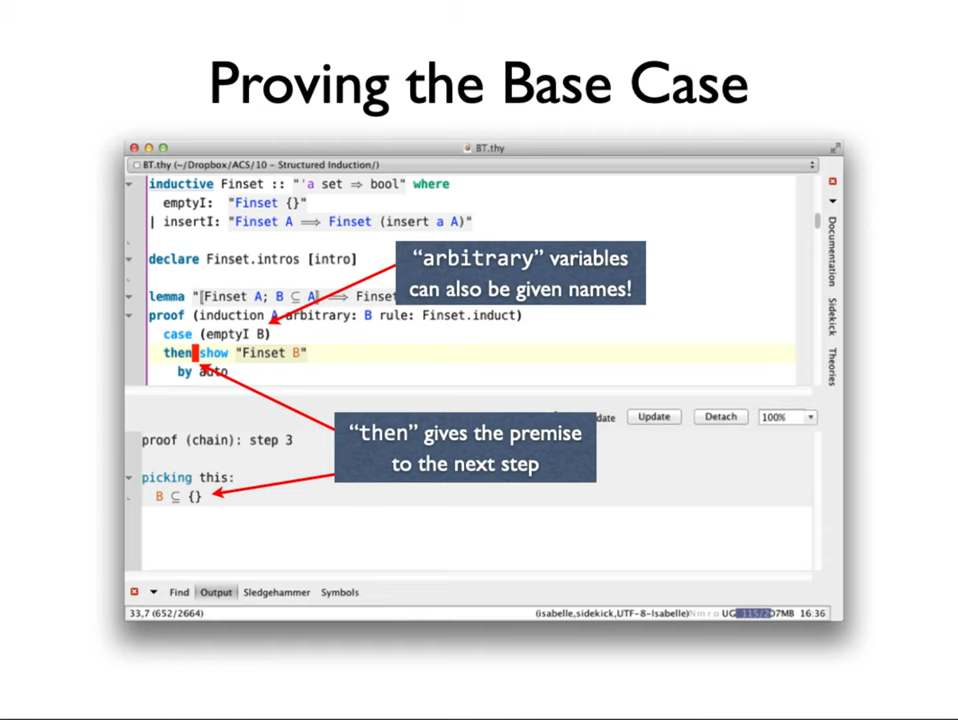 Proving the Base Case
BT.thy
BT.thy (~/Dropbox/ACS/10 - Structured Induction/)
inductive Finset :: "'a set ⇒ bool" where
emptyI: "Finset {}"
| insertI: "Finset A ⟹ Finset (insert a A)"
declare Finset.intros [intro]
lemma "⟦Finset A; B ⊆ A⟧ ⟹ Finset
proof (induction A arbitrary: B rule: Finset.induct)
case (emptyI B)
then show "Finset B"
by auto
“arbitrary” variables
can also be given names!
Documentation
Sidekick
Theories
Update
Detach
100%
“then” gives the premise
to the next step
proof (chain): step 3
picking this:
B ⊆ {}
Find
Output
Sledgehammer
Symbols
33,7 (652/2664)
(isabelle,sidekick,UTF-8-Isabelle)
16:36